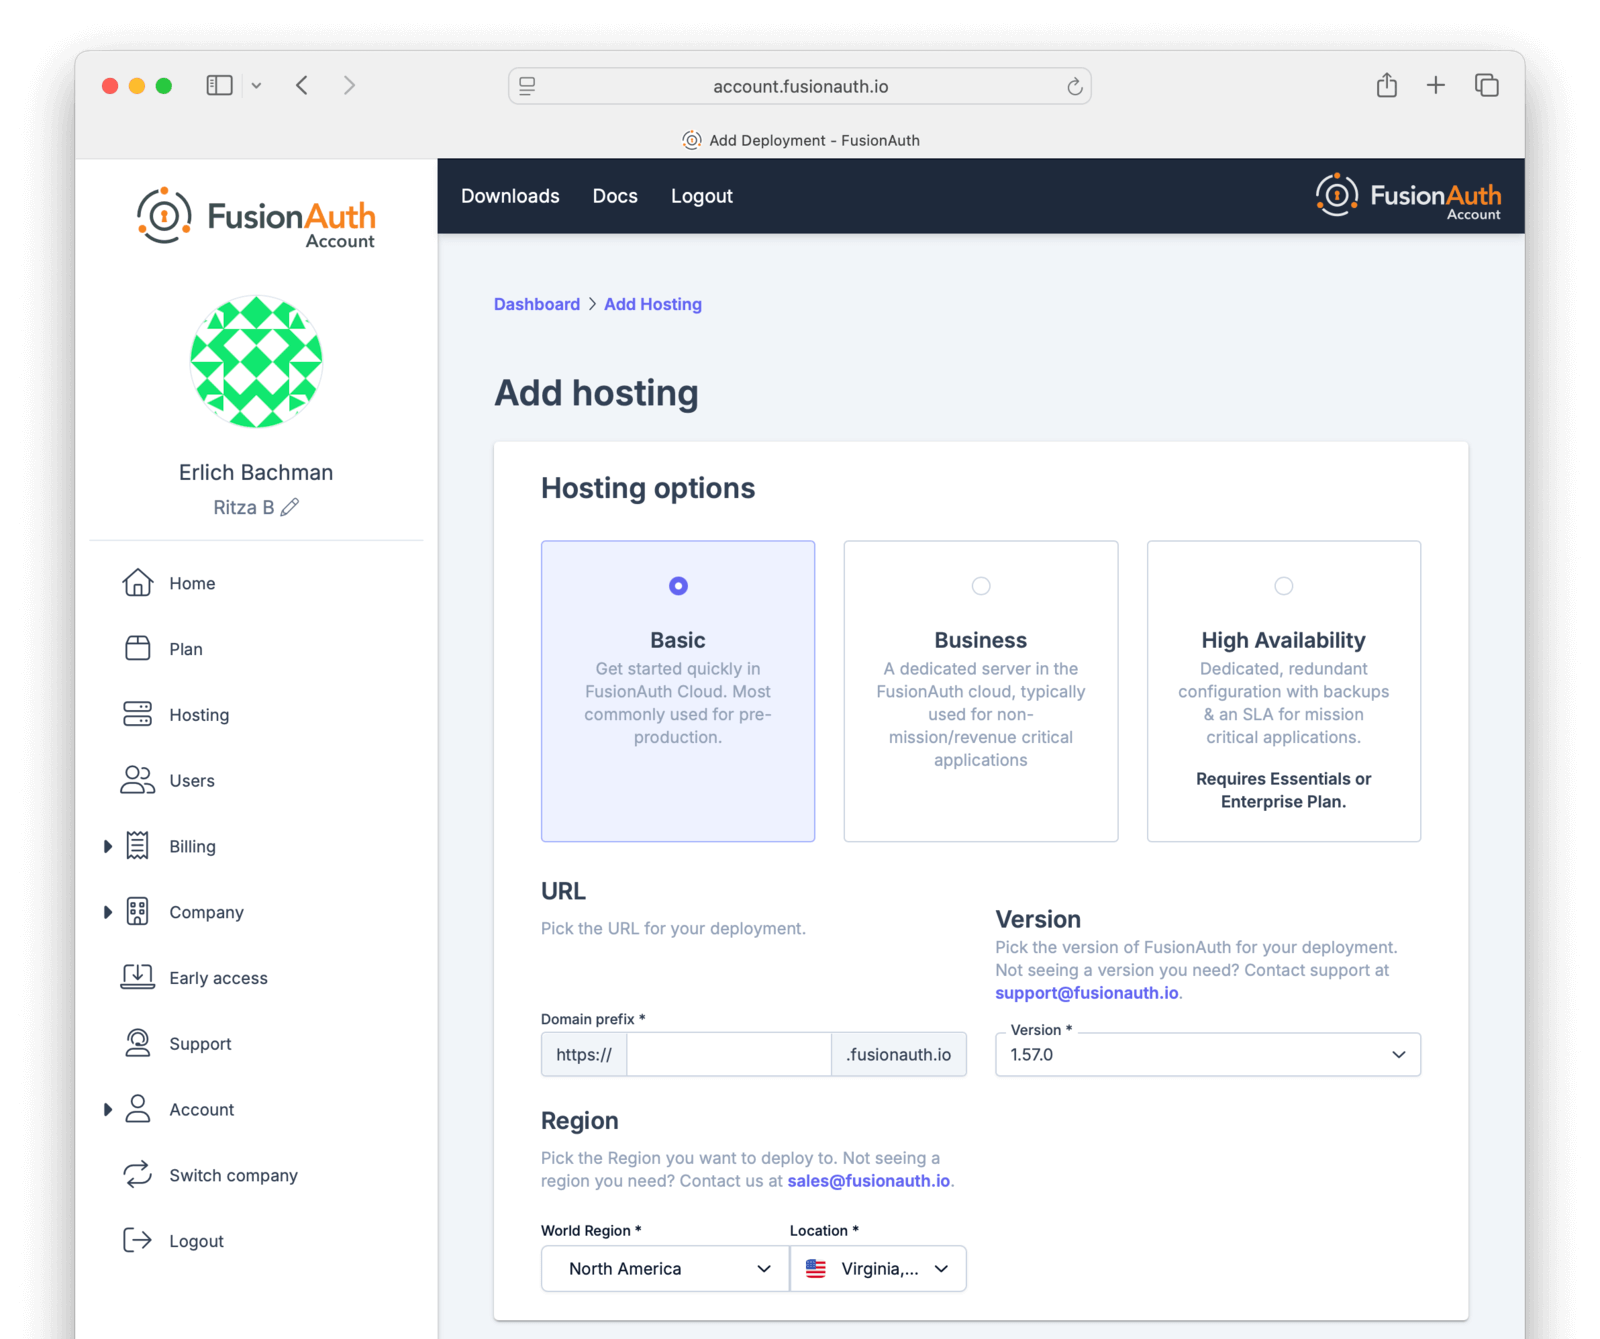 account.fusionauth.io
Add Deployment - FusionAuth
FusionAuth
Account
Erlich Bachman
Ritza B
Home
Plan
Hosting
Users
Billing
Company
Early access
Support
Account
Switch company
Logout
Downloads Docs Logout
FusionAuth
Account
Dashboard > Add Hosting
Add hosting
Hosting options
Basic
Get started quickly in
FusionAuth Cloud. Most
commonly used for pre-
production.
Business
A dedicated server in the
FusionAuth cloud, typically
used for non-
mission/revenue critical
applications
High Availability
Dedicated, redundant
configuration with backups
& an SLA for mission
critical applications.
Requires Essentials or
Enterprise Plan.
URL
Pick the URL for your deployment.
Domain prefix *
https:// .fusionauth.io
Version
Pick the version of FusionAuth for your deployment.
Not seeing a version you need? Contact support at
support@fusionauth.io.
Version *
1.57.0
Region
Pick the Region you want to deploy to. Not seeing a
region you need? Contact us at sales@fusionauth.io.
World Region * Location *
North America Virginia,...